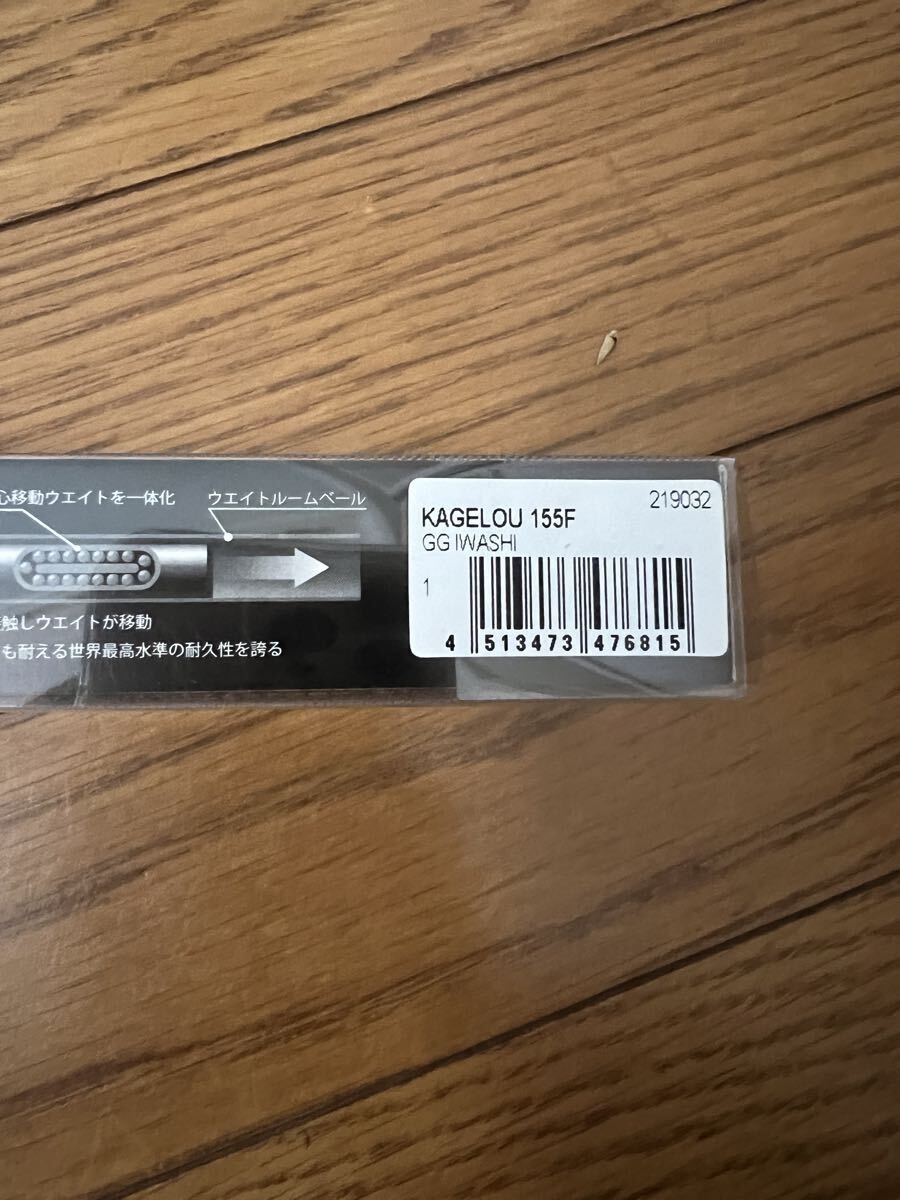 心移動ウエイトを一体化
ウエイトルームベール
接触しウエイトが移動
も耐える世界最高水準の耐久性を誇る
219032
KAGELOU 155F
GG IWASHI
1
4 513473 476815